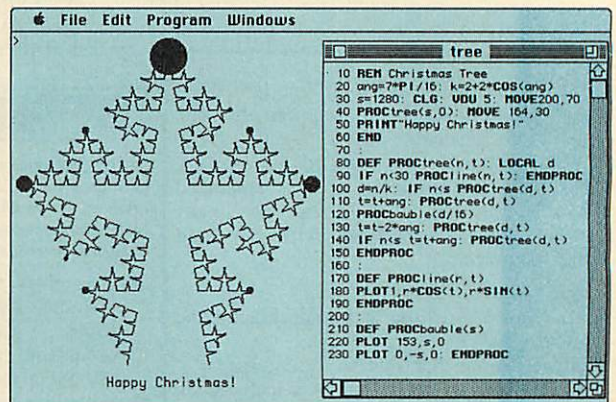 File Edit Program Windows
>
tree
10 REM Christmas Tree
20 ang=7*PI/16: k=2+2*COS(ang)
30 s=1280: CLG: VDU 5: MOVE200,70
40 PROCtree(s,0): MOVE 164,30
50 PRINT"Happy Christmas!"
60 END
70 :
80 DEF PROCtree(n,t): LOCAL d
90 IF n<30 PROCline(n,t): ENDPROC
100 d=n/k: IF n<s PROCtree(d,t)
110 t=t+ang: PROCtree(d,t)
120 PROCbauble(d/16)
130 t=t-2*ang: PROCtree(d,t)
140 IF n<s t=t+ang: PROCtree(d,t)
150 ENDPROC
160 :
170 DEF PROCline(r,t)
180 PLOT1,r*COS(t),r*SIN(t)
190 ENDPROC
200 :
210 DEF PROCbauble(s)
220 PLOT 153,s,0
230 PLOT 0,-s,0: ENDPROC
Happy Christmas!